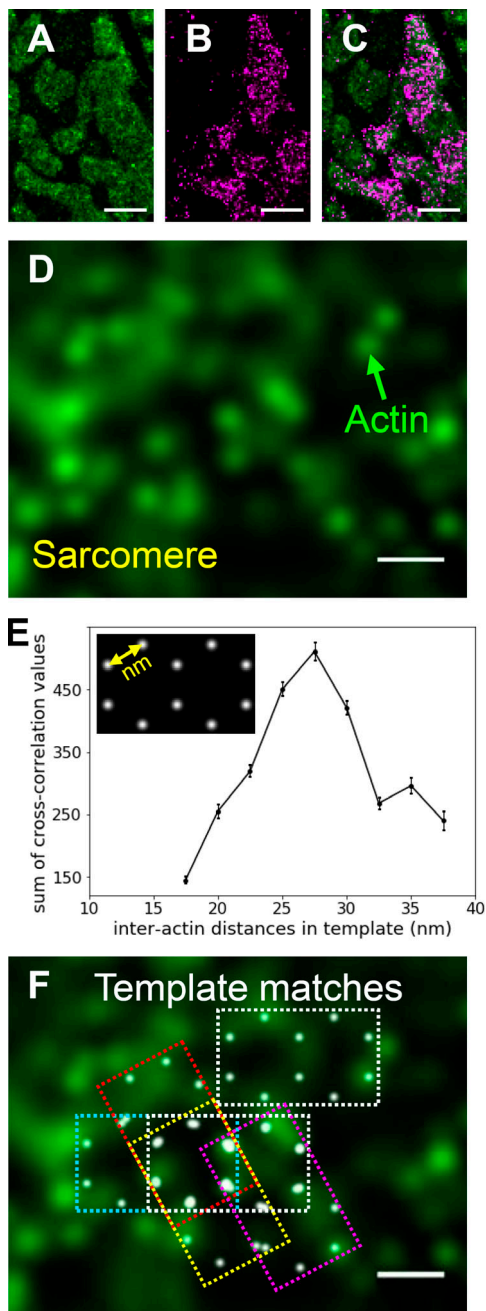 A
B
C
D
Actin
Sarcomere
E
nm
sum of cross-correlation values
450
350
250
150
10
15
20
25
30
35
40
inter-actin distances in template (nm)
F
Template matches